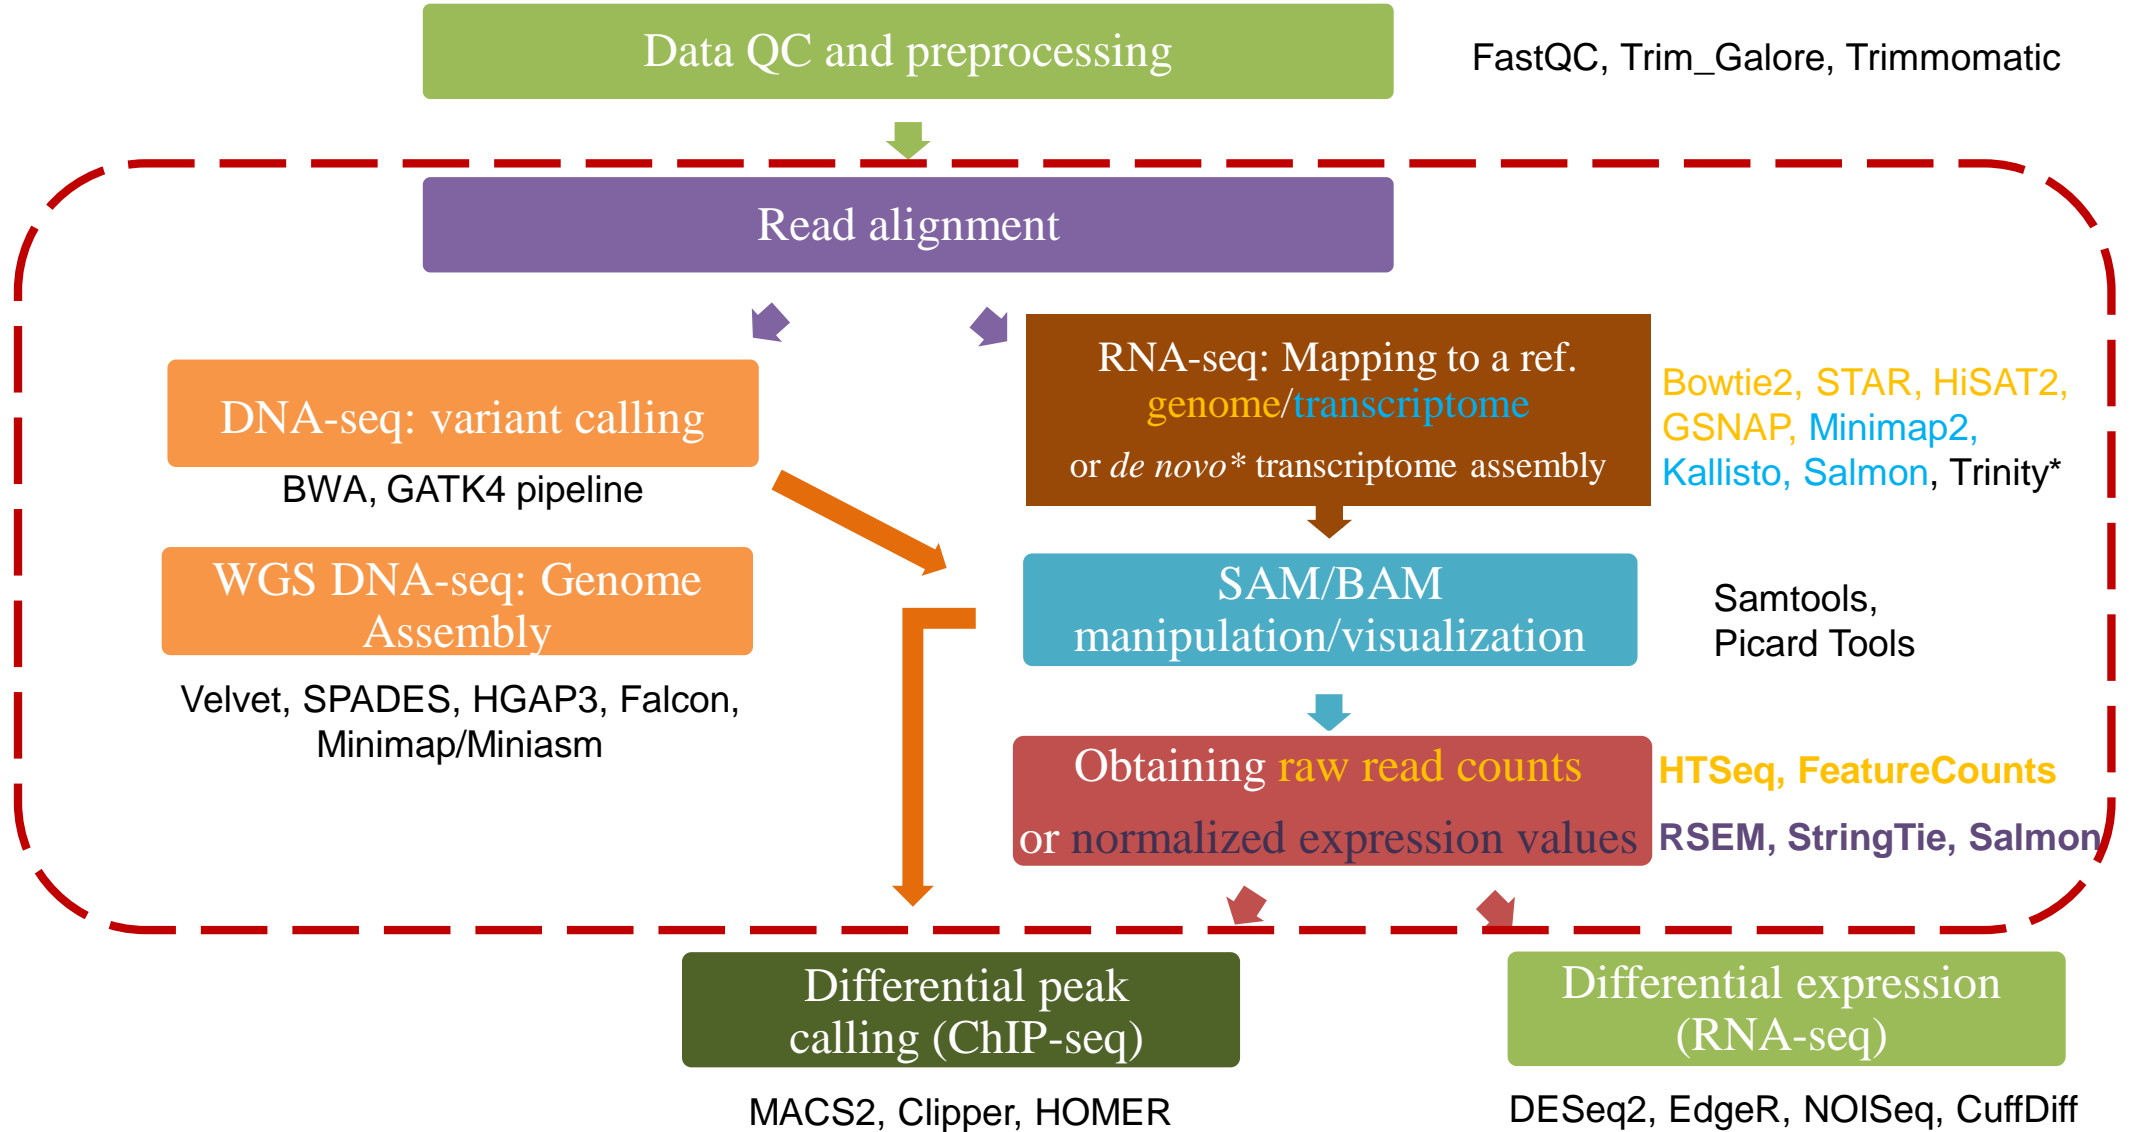 Data QC and preprocessing
FastQC, Trim_Galore, Trimmomatic
Read alignment
DNA-seq: variant calling
BWA, GATK4 pipeline
WGS DNA-seq: Genome
Assembly
Velvet, SPADES, HGAP3, Falcon,
Minimap/Miniasm
RNA-seq: Mapping to a ref.
genome/transcriptome
or de novo* transcriptome assembly
Bowtie2, STAR, HiSAT2,
GSNAP, Minimap2,
Kallisto, Salmon, Trinity*
SAM/BAM
manipulation/visualization
Samtools,
Picard Tools
Obtaining raw read counts
or normalized expression values
HTSeq, FeatureCounts
RSEM, StringTie, Salmon
Differential peak
calling (ChIP-seq)
MACS2, Clipper, HOMER
Differential expression
(RNA-seq)
DESeq2, EdgeR, NOISeq, CuffDiff